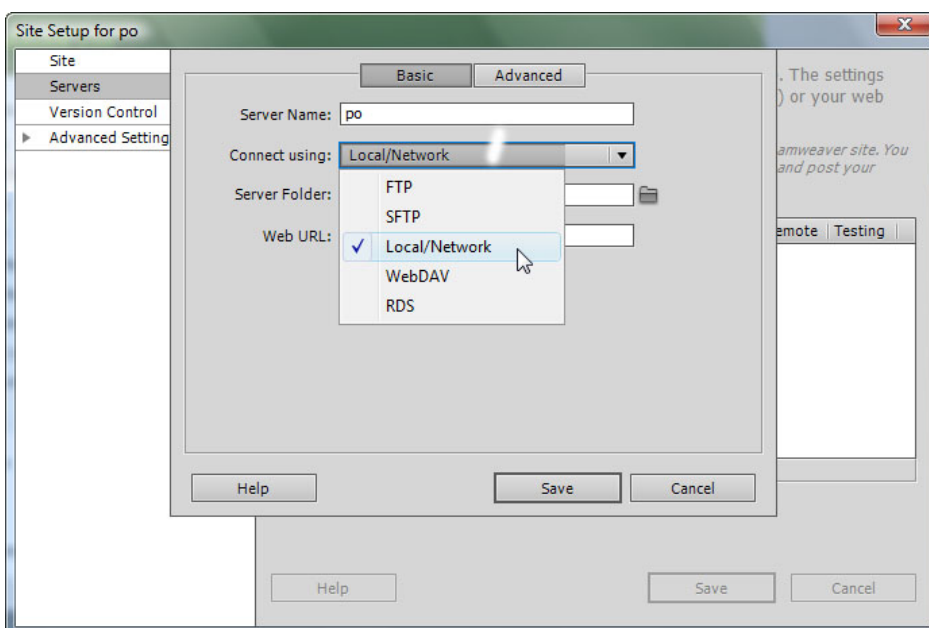 Site Setup for po
Site
Servers
Version Control
Advanced Setting
Basic
Advanced
Server Name: po
Connect using: Local/Network
FTP
SFTP
Local/Network
WebDAV
RDS
Server Folder:
Web URL:
Help
Save
Cancel
. The settings
) or your web
amweaver site. You
and post your
emote Testing
Help
Save
Cancel